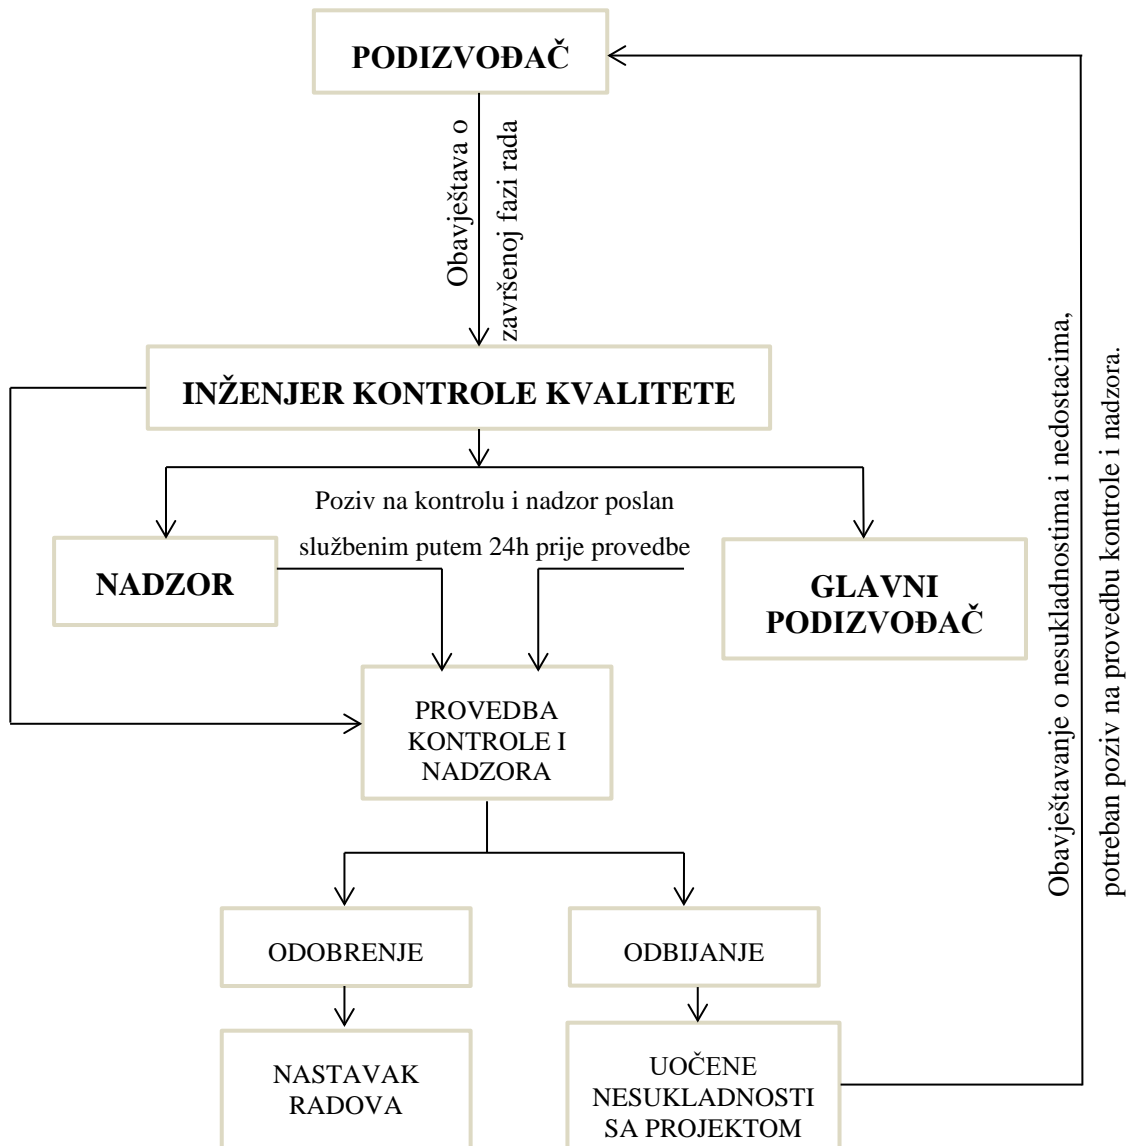 PODIZVOĐAČ
Obavještava o
završenoj fazi rada
INŽENJER KONTROLE KVALITETE
Poziv na kontrolu i nadzor poslan
službenim putem 24h prije provedbe
NADZOR
GLAVNI
PODIZVOĐAČ
PROVEDBA
KONTROLE I
NADZORA
ODOBRENJE
ODBIJANJE
NASTAVAK
RADOVA
UOČENE
NESUKLADNOSTI
SA PROJEKTOM
Obavještavanje o nesukladnostima i nedostacima,
potreban poziv na provedbu kontrole i nadzora.